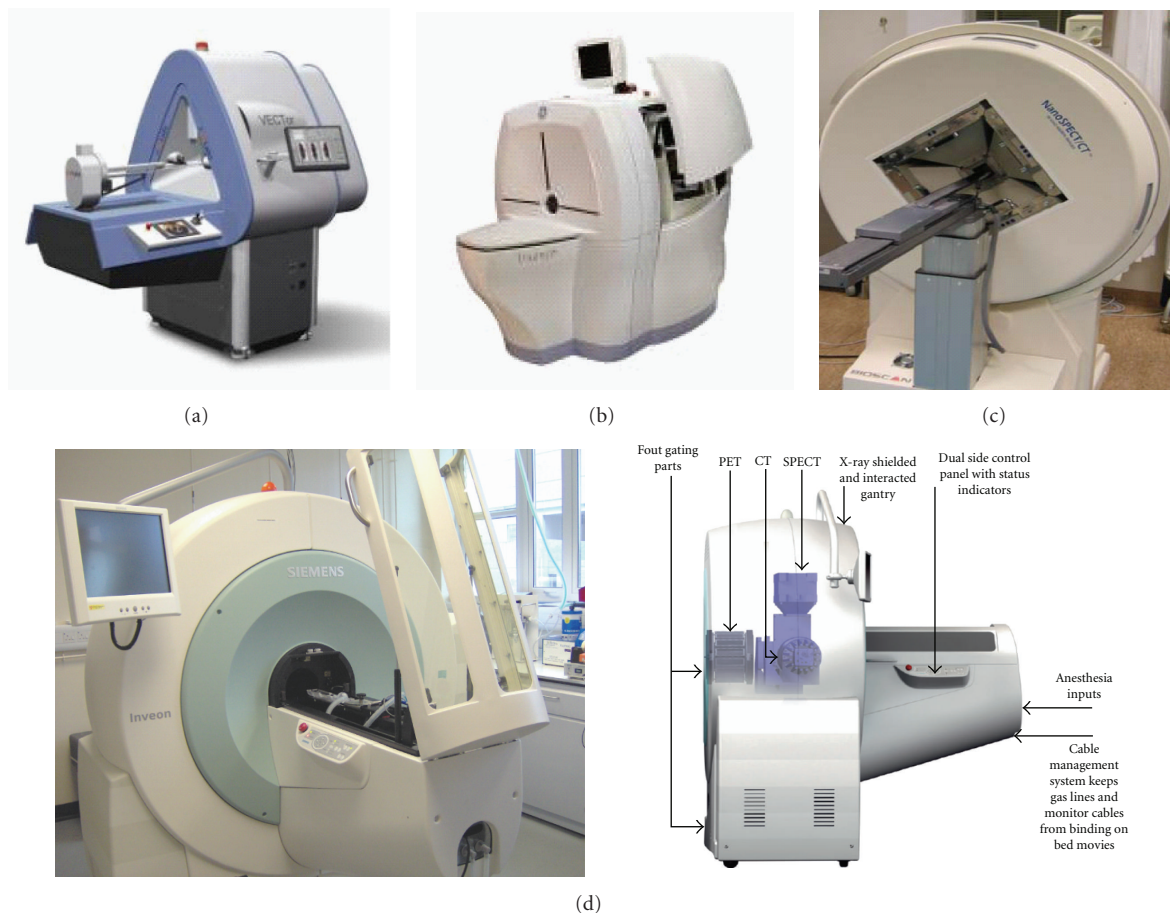 VECTor
NanoSPECT/CT
BIOSCAN
(a)
(b)
(c)
SIEMENS
Inveon
Fout gating
parts
PET
CT
SPECT
X-ray shielded
and interacted
gantry
Dual side control
panel with status
indicators
Anesthesia
inputs
Cable
management
system keeps
gas lines and
monitor cables
from binding on
bed movies
(d)